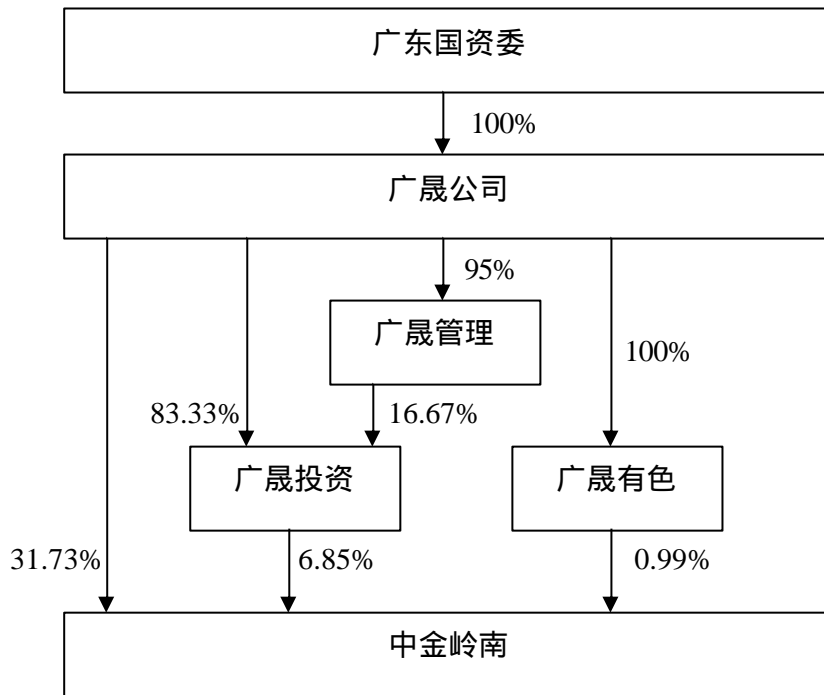 广东国资委
100%
广晟公司
95%
广晟管理
100%
83.33%
16.67%
广晟投资
广晟有色
31.73%
6.85%
0.99%
中金岭南